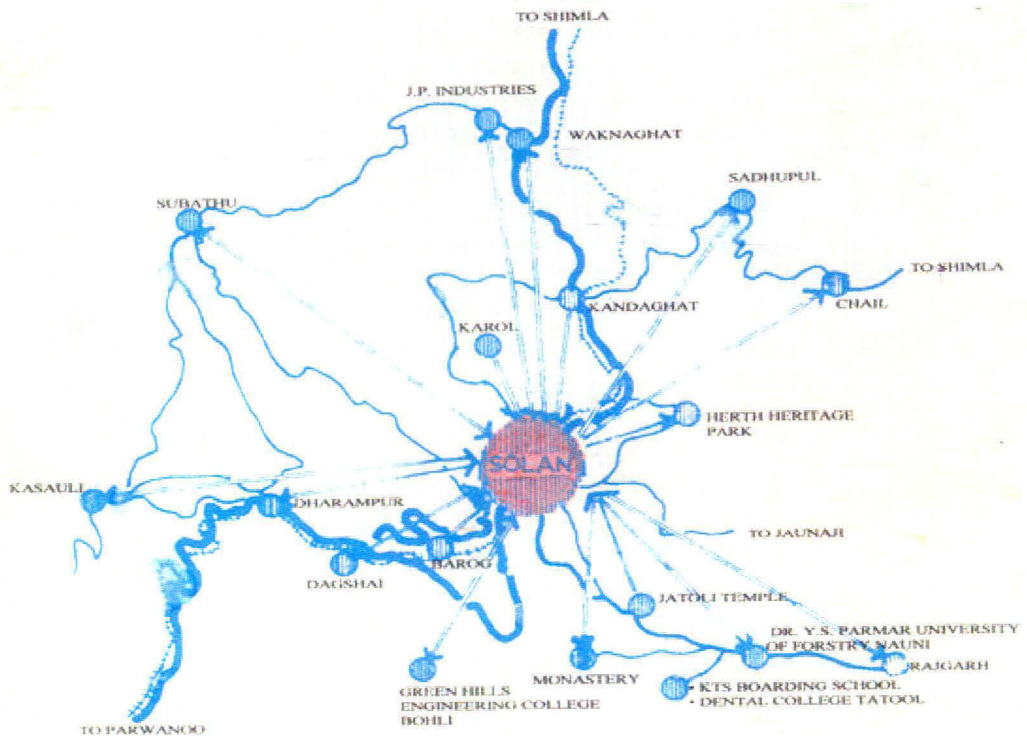 TO SHIMLA
J.P. INDUSTRIES
WAKNAGHAT
SADHUPUL
SUBATHU
TO SHIMLA
CHAIL
KANDAGHAT
KAROL
HERTH HERITAGE
PARK
SOLAN
KASAULI
DHARAMPUR
TO JAUNAJI
BAROG
DAGSHAI
JATOLI TEMPLE
DR. Y.S. PARMAR UNIVERSITY
OF FORSTRY NAUNI
RAJGARH
MONASTERY
• KTS BOARDING SCHOOL
• DENTAL COLLEGE TATOOL
GREEN HILLS
ENGINEERING COLLEGE
BOHLI
TO PARWANOO